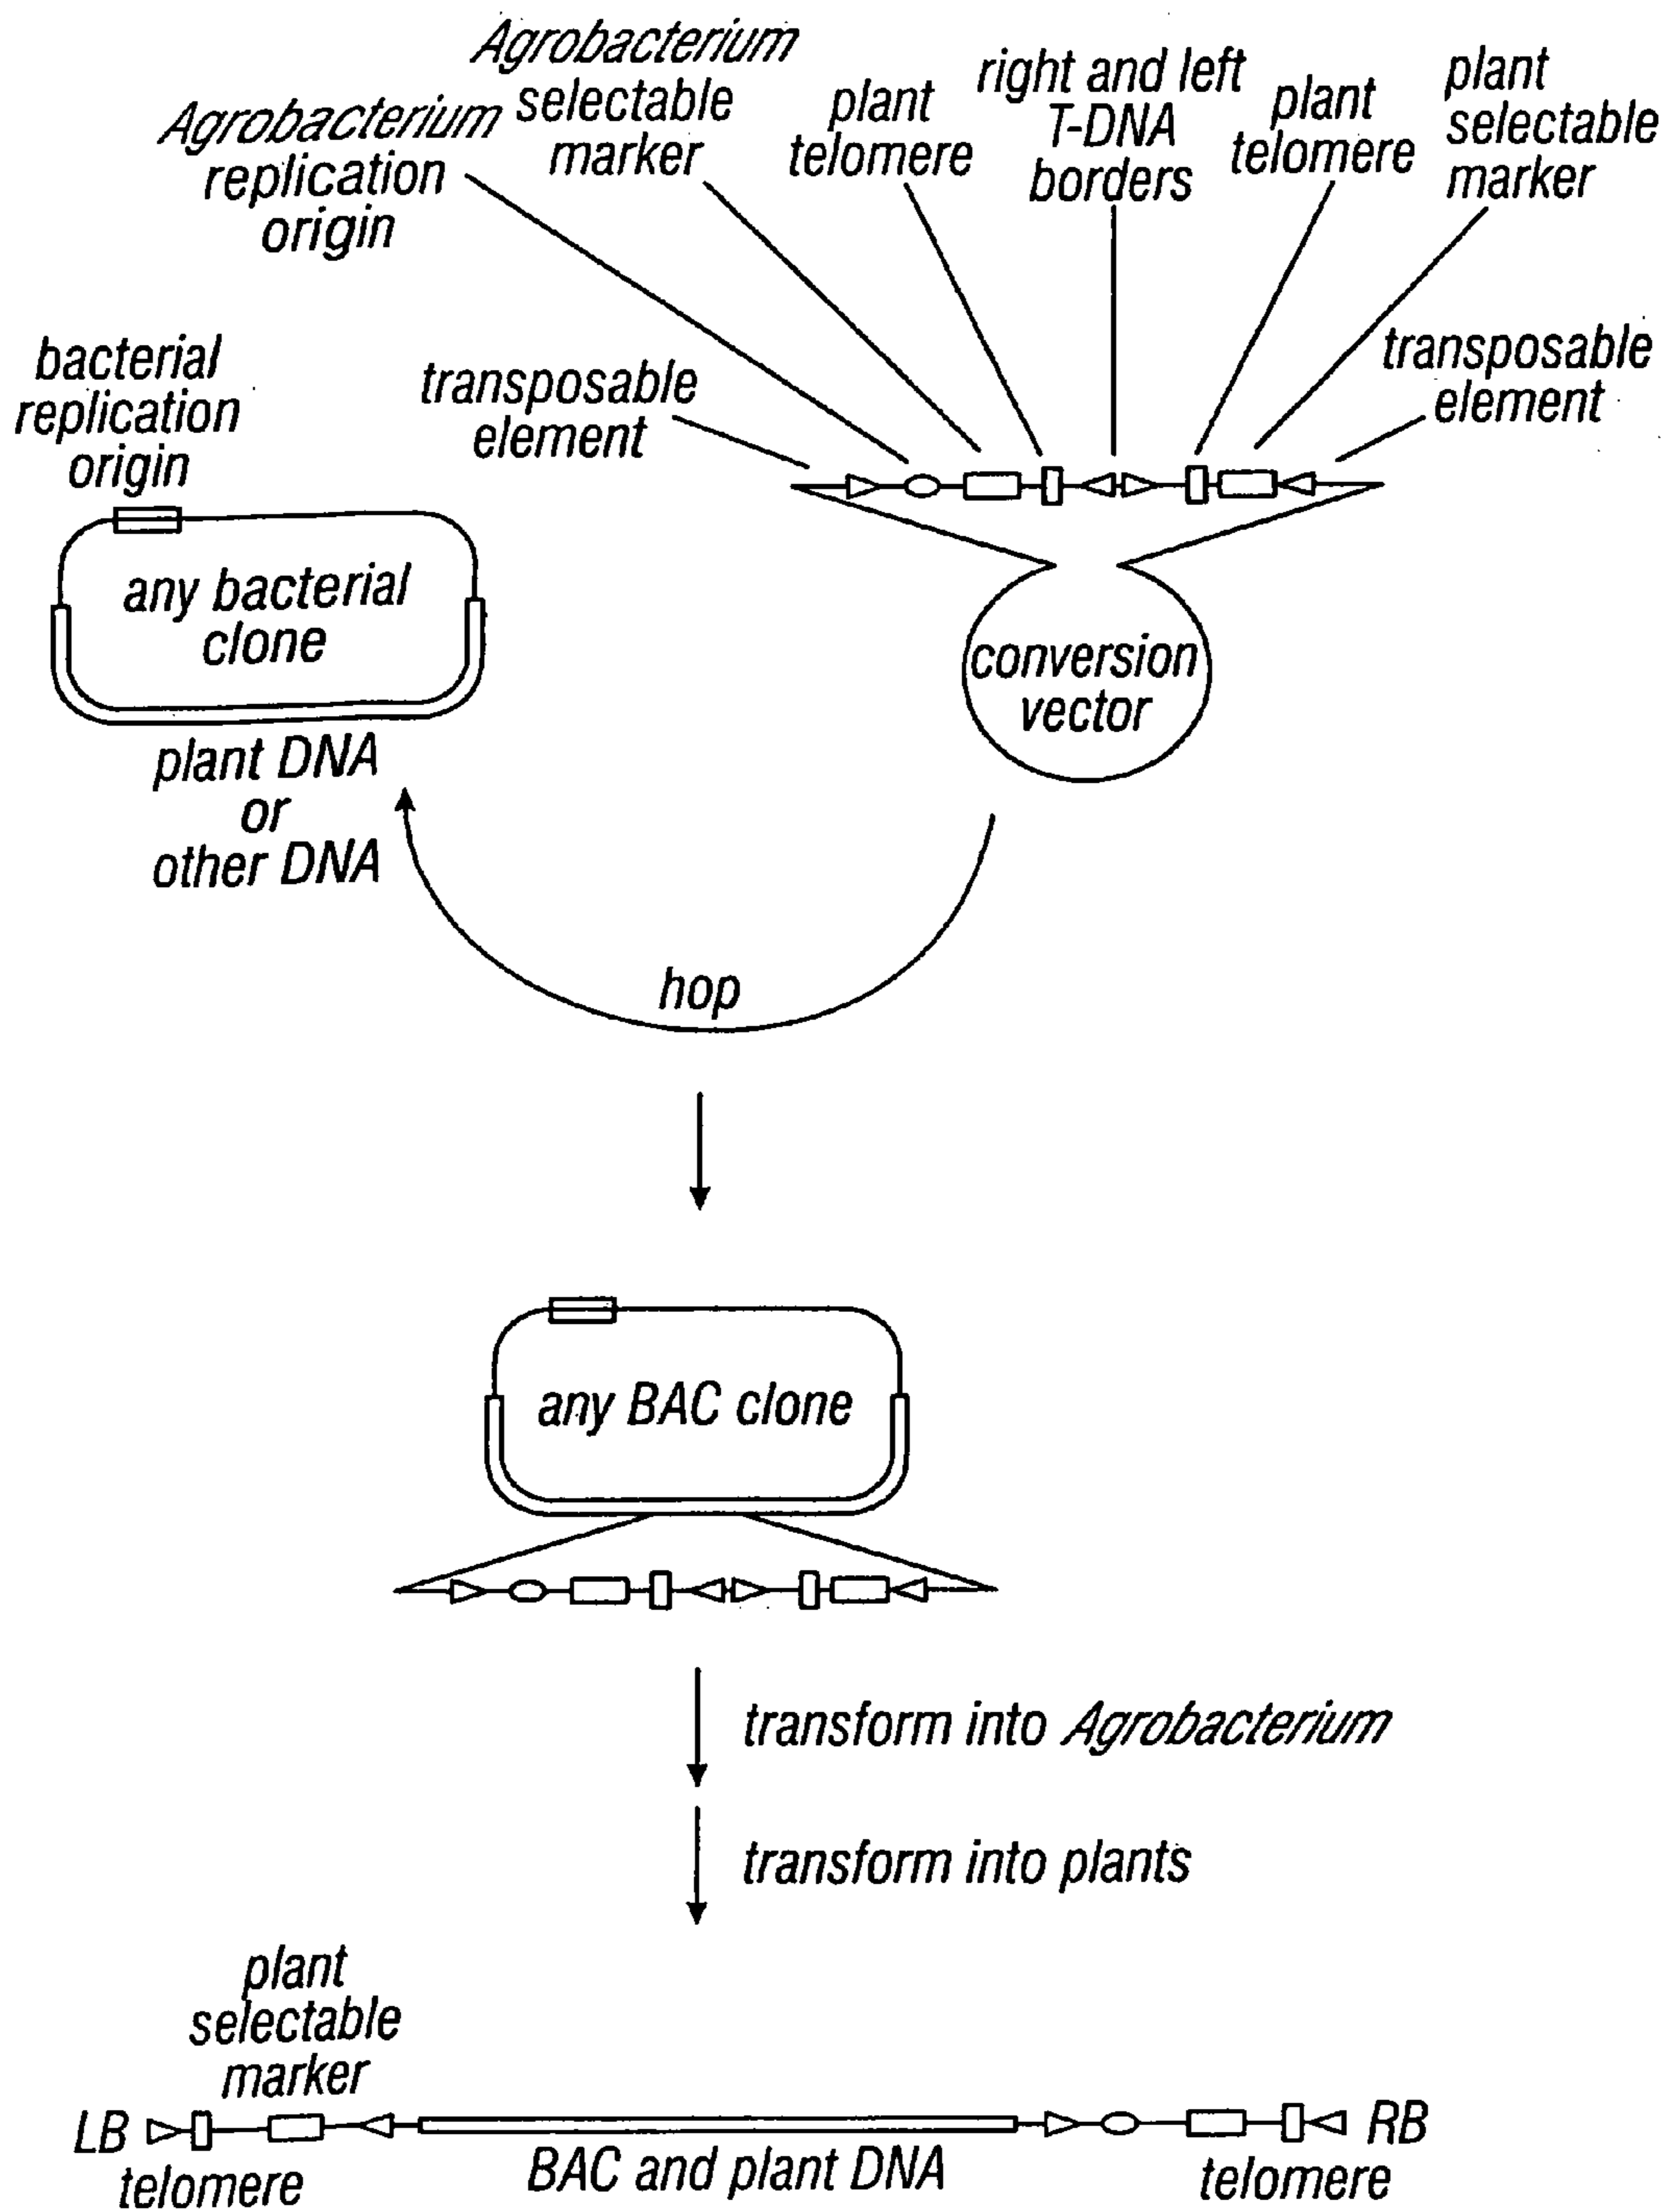 Agrobacterium
replication
origin
Agrobacterium
selectable
marker
plant
telomere
right and left
T-DNA
borders
plant
telomere
plant
selectable
marker
bacterial
replication
origin
transposable
element
transposable
element
any bacterial
clone
conversion
vector
plant DNA
or
other DNA
hop
any BAC clone
transform into Agrobacterium
transform into plants
plant
selectable
marker
LB
telomere
BAC and plant DNA
RB
telomere